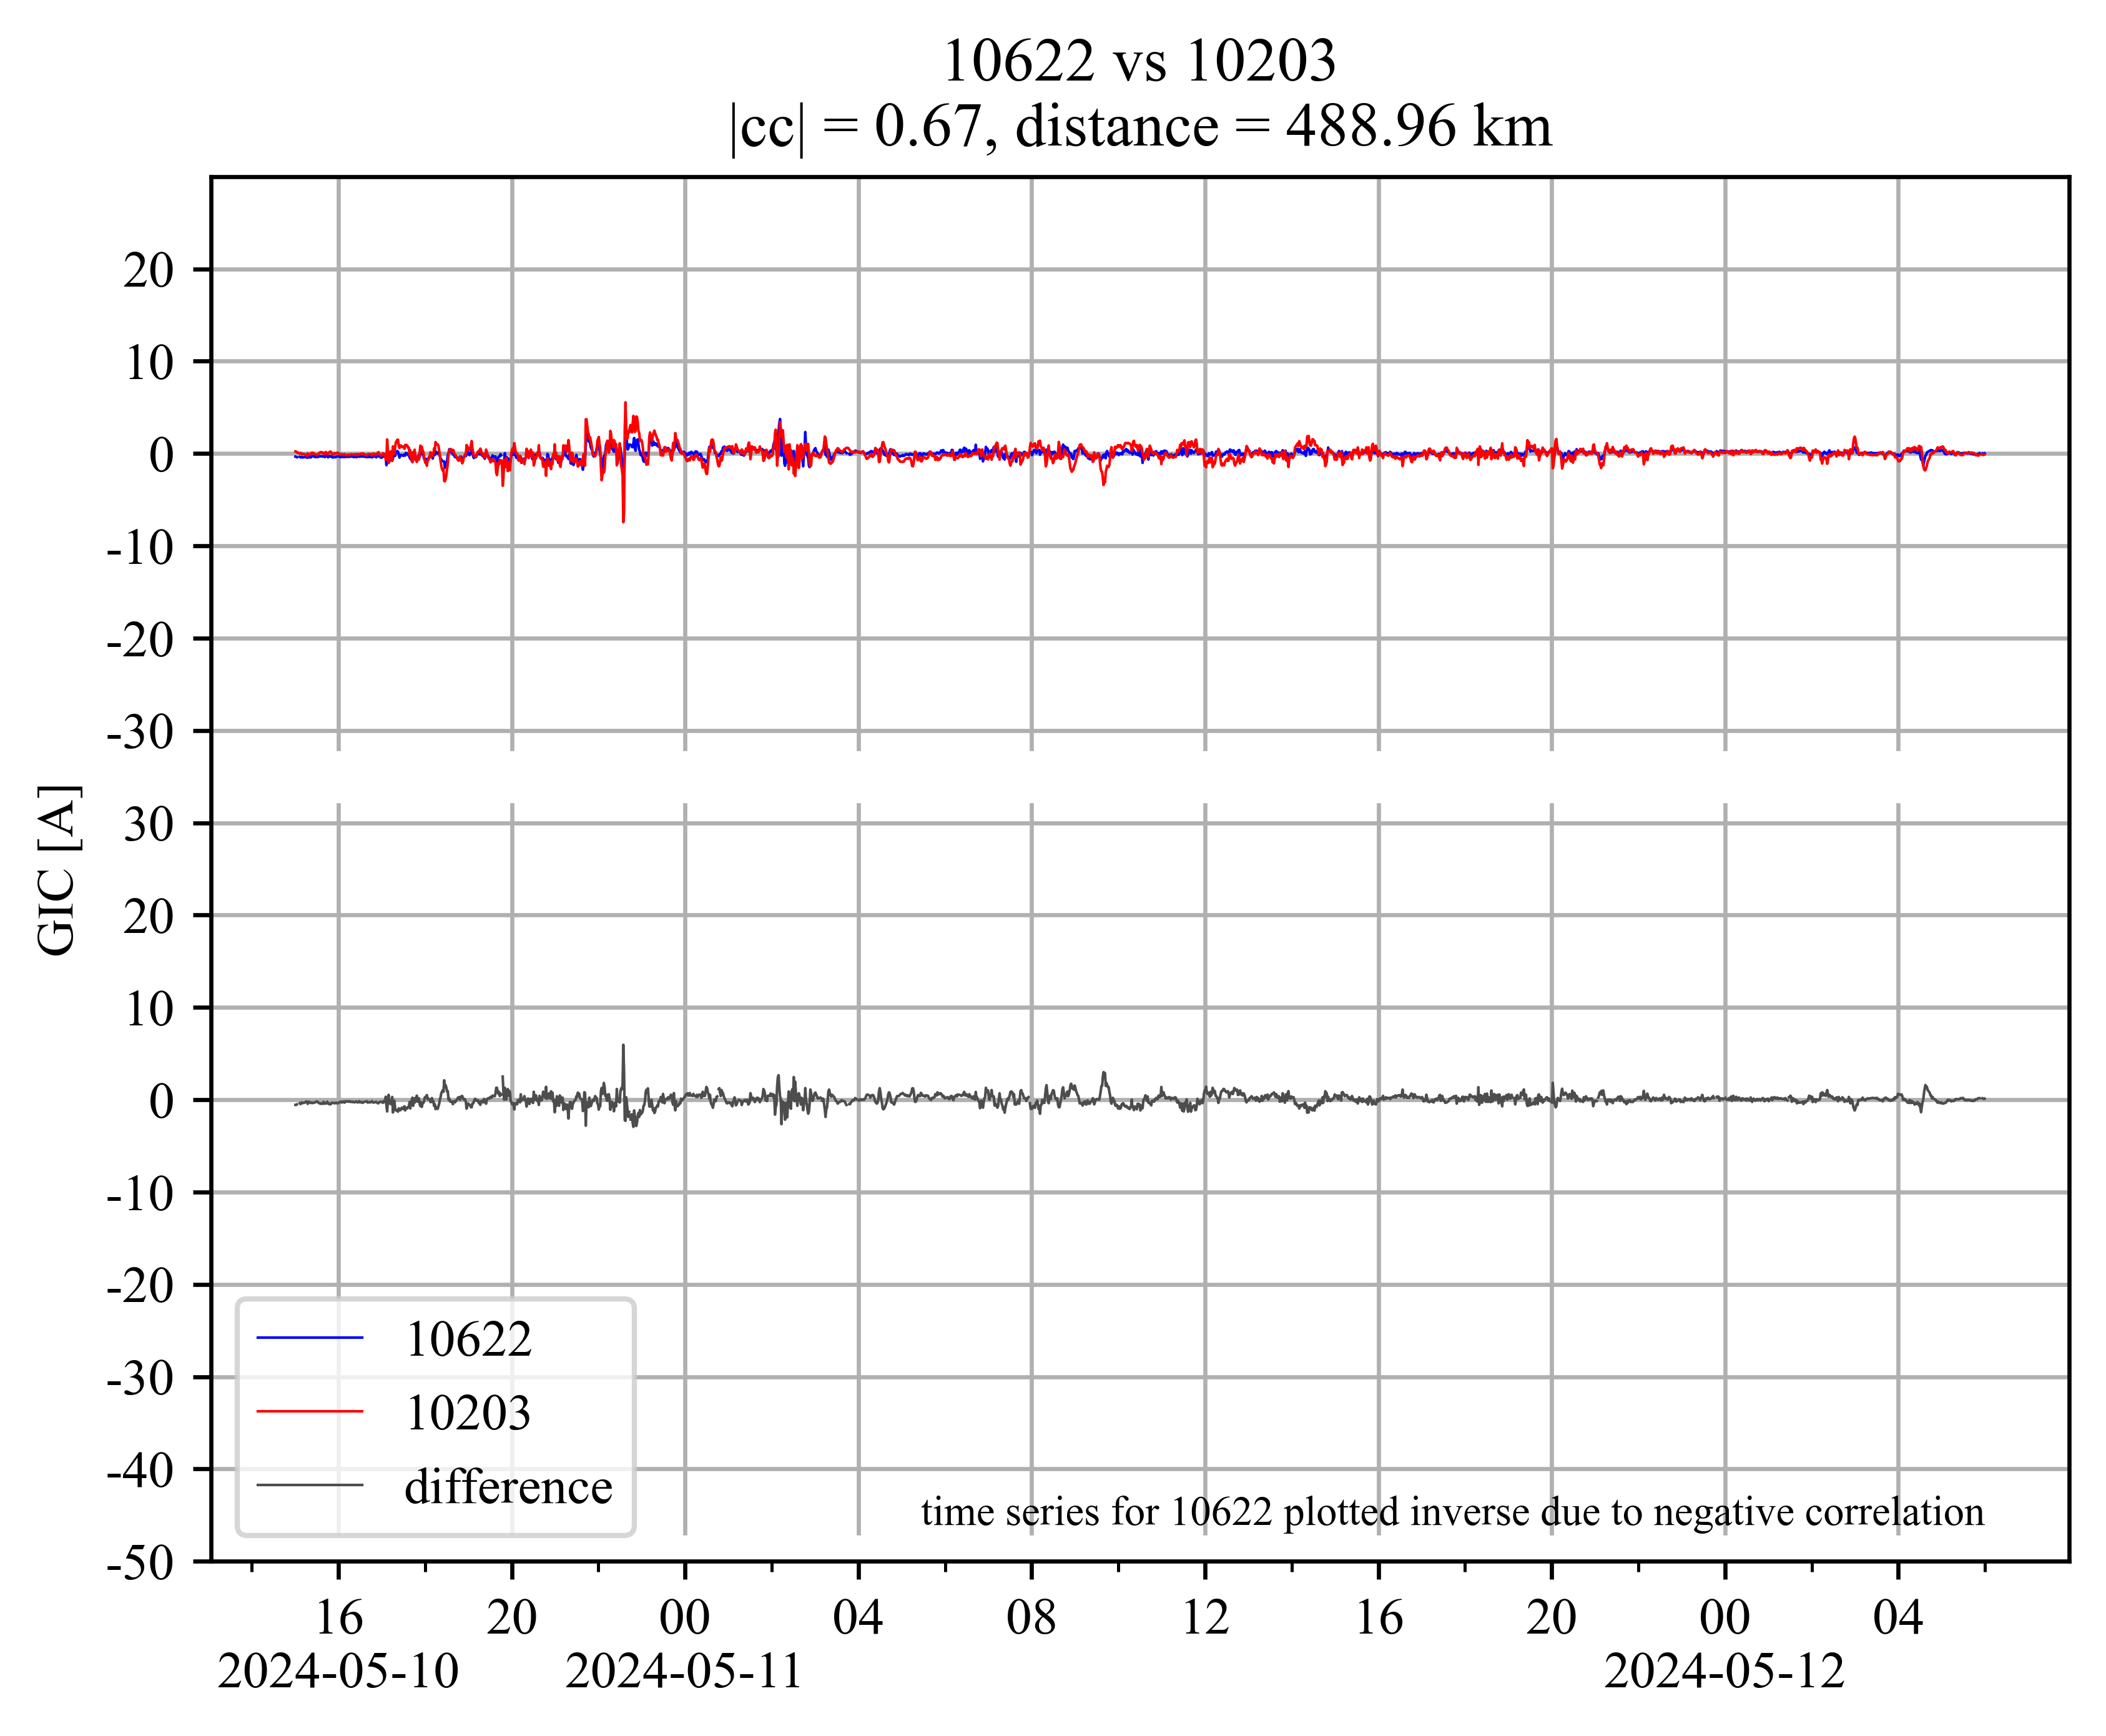 10622 vs 10203
|cc| = 0.67, distance = 488.96 km
GIC [A]
20
10
0
-10
-20
-30
30
20
10
0
-10
-20
-30
-40
-50
10622
10203
difference
time series for 10622 plotted inverse due to negative correlation
16 20 00 04 08 12 16 20 00 04
2024-05-10 2024-05-11 2024-05-12